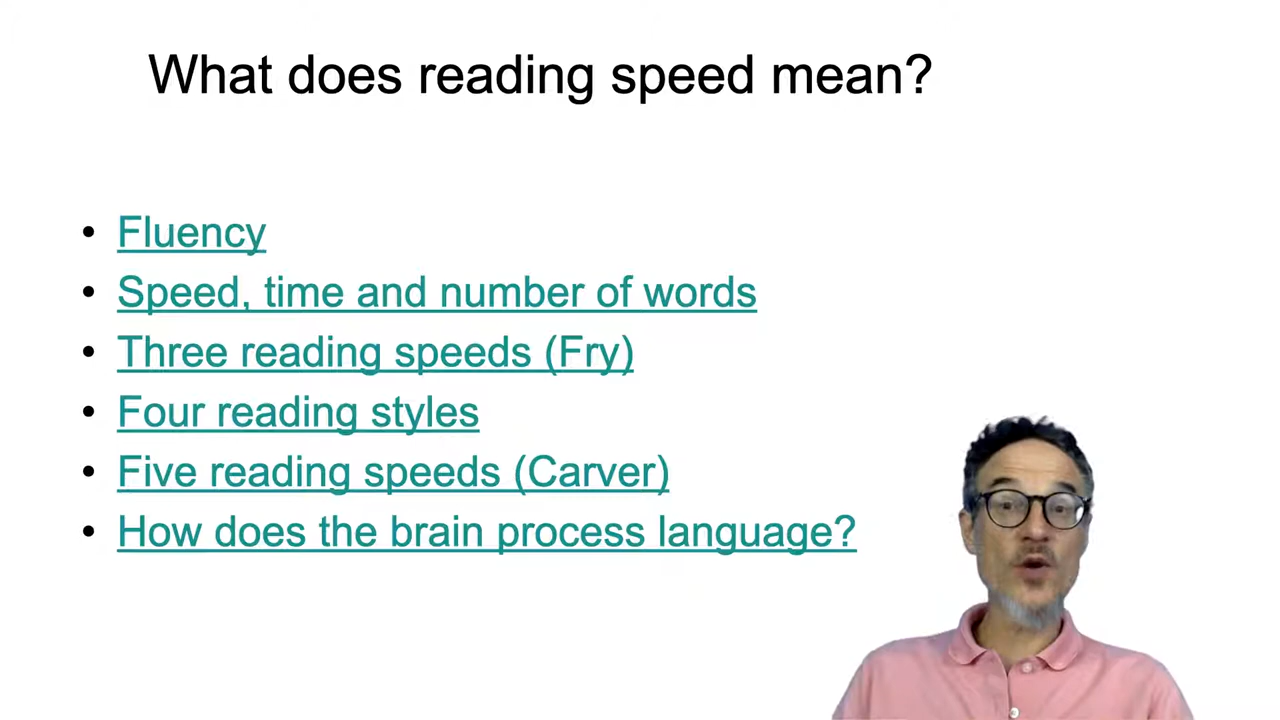 What does reading speed mean?
• Fluency
• Speed, time and number of words
• Three reading speeds (Fry)
• Four reading styles
• Five reading speeds (Carver)
• How does the brain process language?